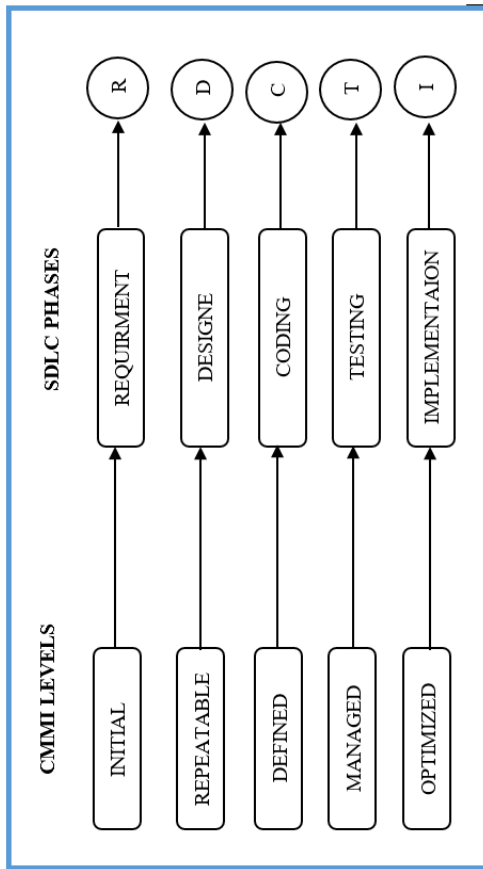 CMMI LEVELS
SDLC PHASES
INITIAL
REQUIRMENT
R
REPEATABLE
DESIGNE
D
DEFINED
CODING
C
MANAGED
TESTING
T
OPTIMIZED
IMPLEMENTAION
I